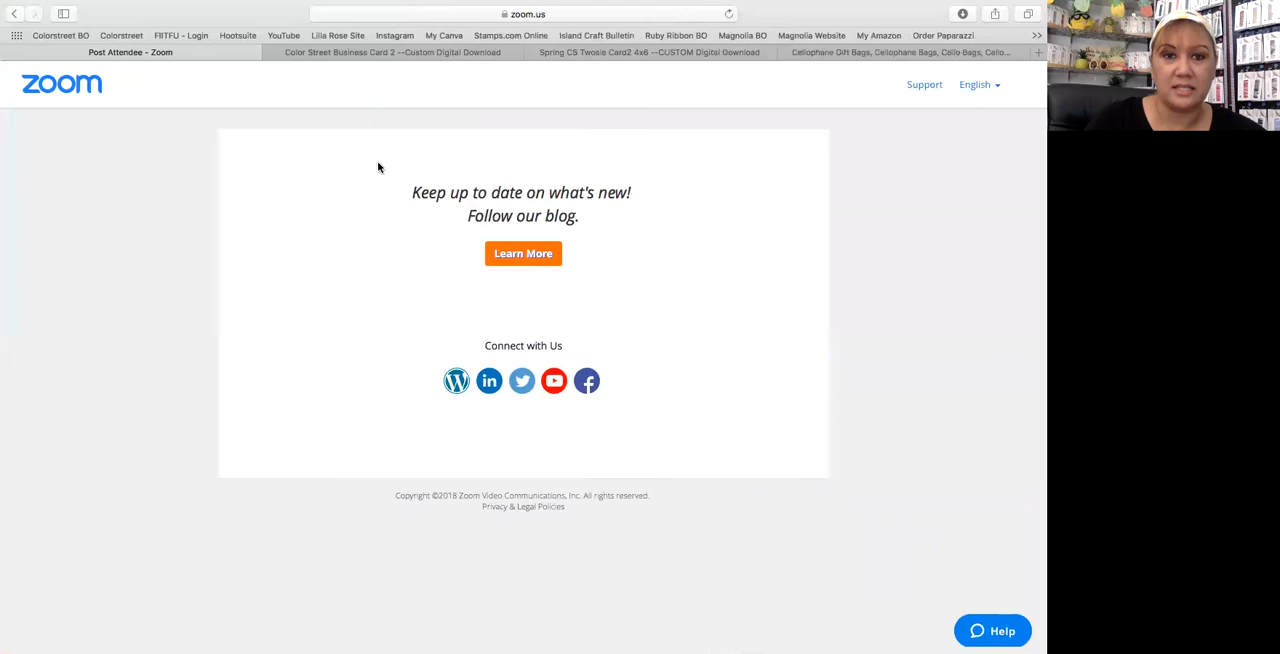 zoom.us
Colorstreet BO Colorstreet FIITFU - Login Hootsuite YouTube Lilla Rose Site Instagram My Canva Stamps.com Online Island Craft Bulletin Ruby Ribbon BO Magnolia BO Magnolia Website My Amazon Order Paparazzi
Post Attendee - Zoom Color Street Business Card 2 --Custom Digital Download Spring CS Twosie Card2 4x6 --CUSTOM Digital Download Cellophane Gift Bags, Cellophane Bags, Cello Bags, Cello...
zoom
Support English
Keep up to date on what's new!
Follow our blog.
Learn More
Connect with Us
Copyright ©2018 Zoom Video Communications, Inc. All rights reserved.
Privacy & Legal Policies
Help